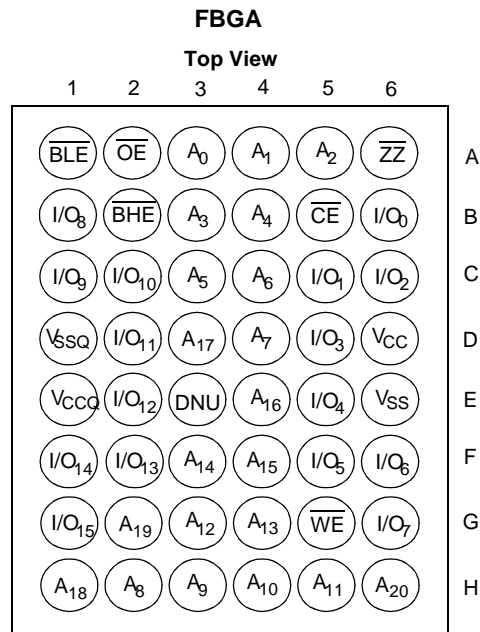 FBGA
Top View
1 2 3 4 5 6
BLE OE A0 A1 A2 ZZ A
I/O8 BHE A3 A4 CE I/O0 B
I/O9 I/O10 A5 A6 I/O1 I/O2 C
VSSQ I/O11 A17 A7 I/O3 VCC D
VCCQ I/O12 DNU A16 I/O4 VSS E
I/O14 I/O13 A14 A15 I/O5 I/O6 F
I/O15 A19 A12 A13 WE I/O7 G
A18 A8 A9 A10 A11 A20 H